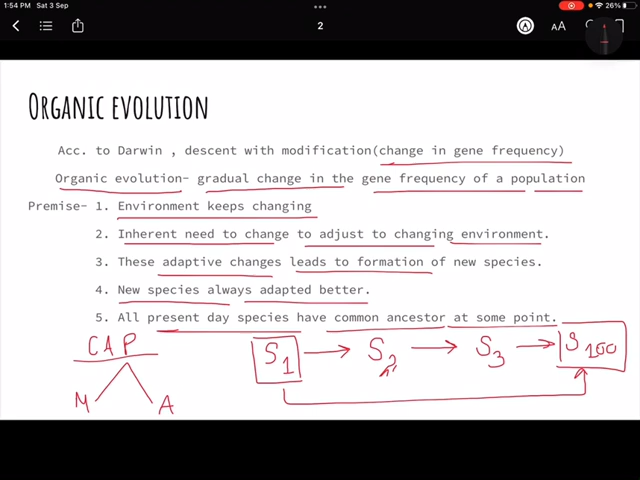 1:54 PM Sat 3 Sep
26%
2
AA
ORGANIC EVOLUTION
Acc. to Darwin , descent with modification(change in gene frequency)
Organic evolution- gradual change in the gene frequency of a population
Premise- 1. Environment keeps changing
2. Inherent need to change to adjust to changing environment.
3. These adaptive changes leads to formation of new species.
4. New species always adapted better.
5. All present day species have common ancestor at some point.
CAP
S1 → S2 → S3 → S100
M A